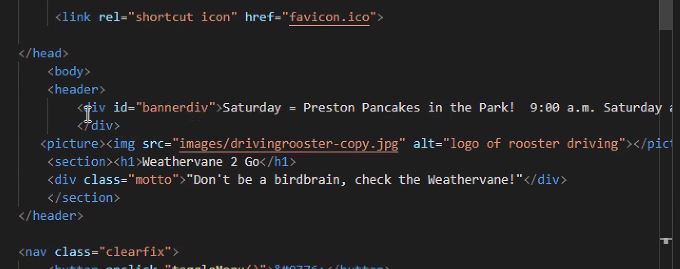 <link rel="shortcut icon" href="favicon.ico">
</head>
<body>
<header>
<div id="bannerdiv">Saturday = Preston Pancakes in the Park!  9:00 a.m. Saturday
</div>
<picture><img src="images/drivingrooster-copy.jpg" alt="logo of rooster driving"></pict
<section><h1>Weathervane 2 Go</h1>
<div class="motto">"Don't be a birdbrain, check the Weathervane!"</div>
</section>
</header>
<nav class="clearfix">